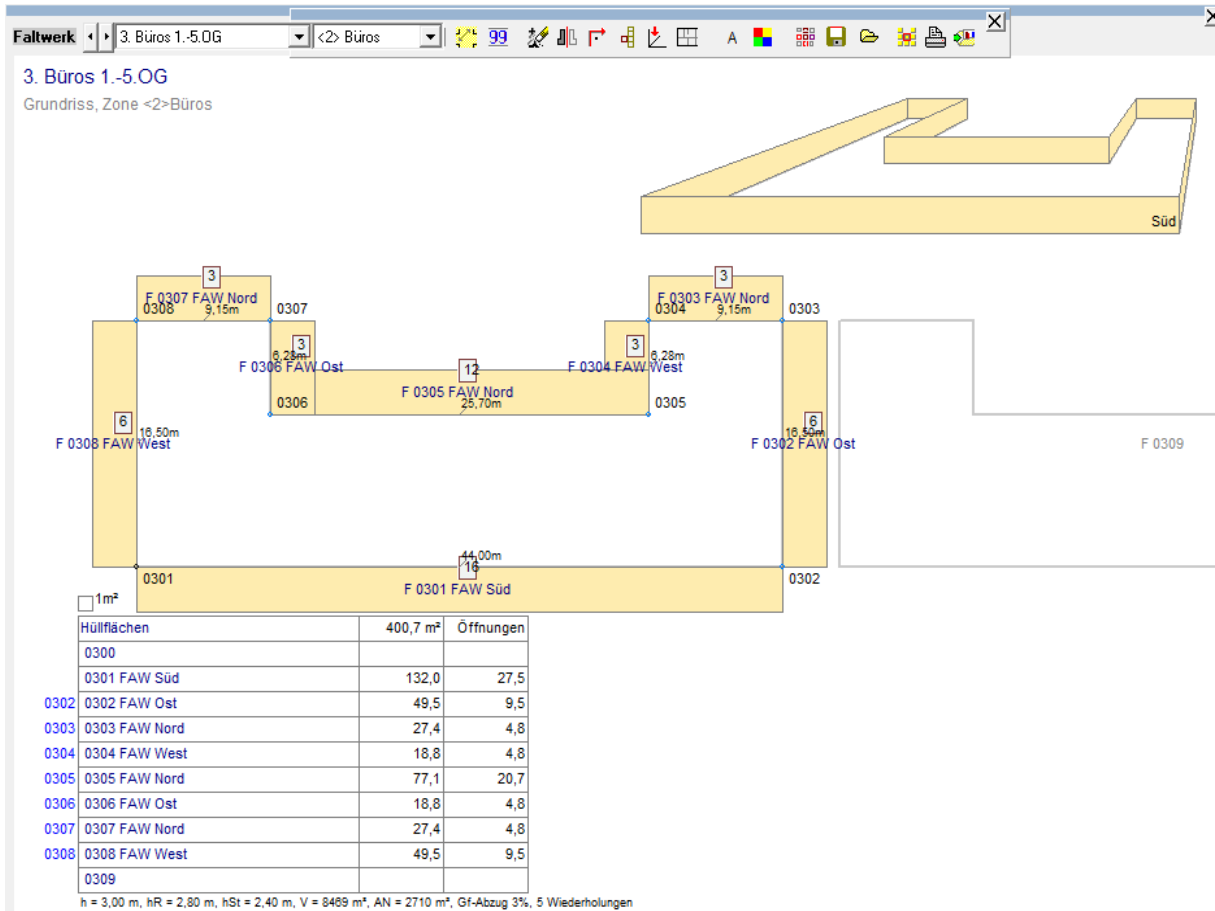 Faltwerk 3. Büros 1.-5.OG <2> Büros 99 A
3. Büros 1.-5.OG
Grundriss, Zone <2>Büros
Süd
3 3
F 0307 FAW Nord F 0303 FAW Nord
0308 9,15m 0307 0304 9,15m 0303
3 3
6,28m 6,28m
F 0306 FAW Ost 12 F 0304 FAW West
F 0305 FAW Nord
0306 25,70m 0305
6 6
16,50m 16,50m
F 0308 FAW West F 0302 FAW Ost F 0309
44,00m
16
0301 0302
F 0301 FAW Süd
1m²
Hüllflächen 400,7 m² Öffnungen
0300
0301 FAW Süd 132,0 27,5
0302 0302 FAW Ost 49,5 9,5
0303 0303 FAW Nord 27,4 4,8
0304 0304 FAW West 18,8 4,8
0305 0305 FAW Nord 77,1 20,7
0306 0306 FAW Ost 18,8 4,8
0307 0307 FAW Nord 27,4 4,8
0308 0308 FAW West 49,5 9,5
0309
h = 3,00 m, hR = 2,80 m, hSt = 2,40 m, V = 8469 m³, AN = 2710 m², Gf-Abzug 3%, 5 Wiederholungen